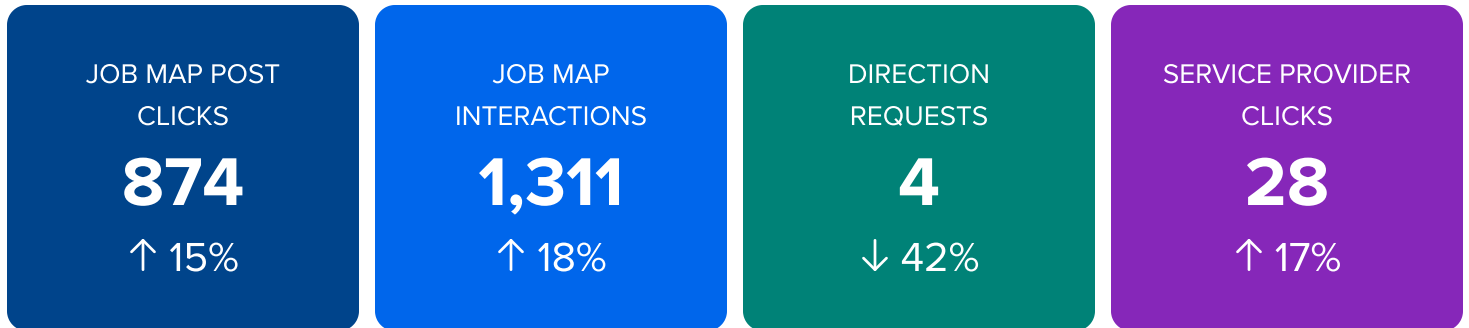 JOB MAP POST
CLICKS
874
↑ 15%
JOB MAP
INTERACTIONS
1,311
↑ 18%
DIRECTION
REQUESTS
4
↓ 42%
SERVICE PROVIDER
CLICKS
28
↑ 17%